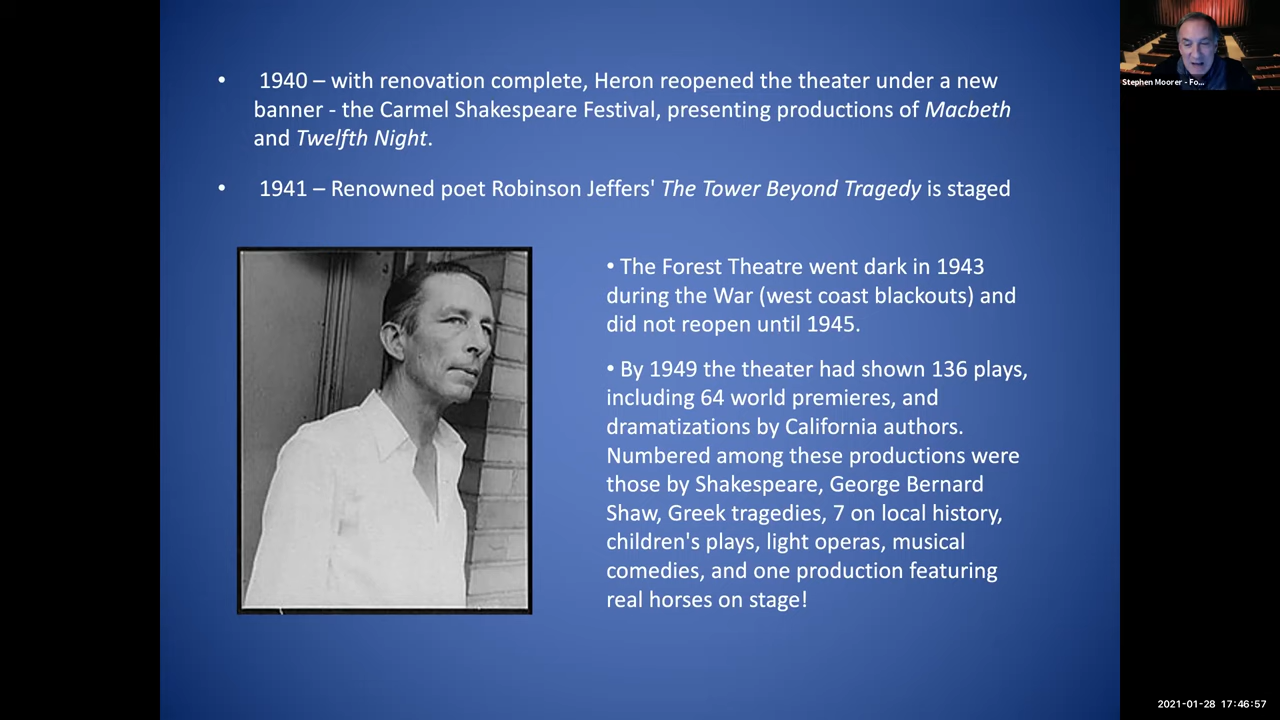 • 1940 – with renovation complete, Heron reopened the theater under a new
banner - the Carmel Shakespeare Festival, presenting productions of Macbeth
and Twelfth Night.
• 1941 – Renowned poet Robinson Jeffers' The Tower Beyond Tragedy is staged
• The Forest Theatre went dark in 1943
during the War (west coast blackouts) and
did not reopen until 1945.
• By 1949 the theater had shown 136 plays,
including 64 world premieres, and
dramatizations by California authors.
Numbered among these productions were
those by Shakespeare, George Bernard
Shaw, Greek tragedies, 7 on local history,
children's plays, light operas, musical
comedies, and one production featuring
real horses on stage!
Stephen Moorer - Fo...
2021-01-28 17:46:57